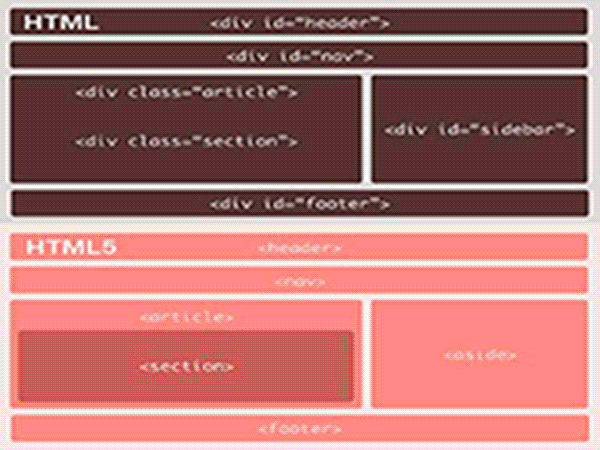 HTML <div id="header">
<div id="nav">
<div class="article">
<div class="section">
<div id="sidebar">
<div id="footer">
HTML5 <header>
<nav>
<article>
<section>
<aside>
<footer>